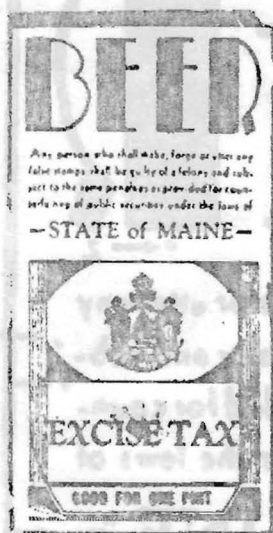 BEER
Any person who shall make, forge or utter any
false stamps shall be guilty of a felony and sub-
ject to the same penalties as provided for coun-
terfeiting of public securities under the laws of
-STATE of MAINE-
EXCISE TAX
GOOD FOR ONE PINT